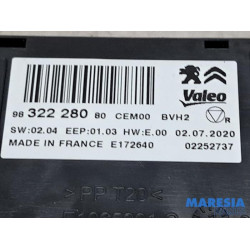 Valeo
98 322 280 80 CEM00 BVH2
R
SW:02.04 EEP:01.03 HW:E.00 02.07.2020
MADE IN FRANCE E172640 02252737
>PPT20<
MARESIA